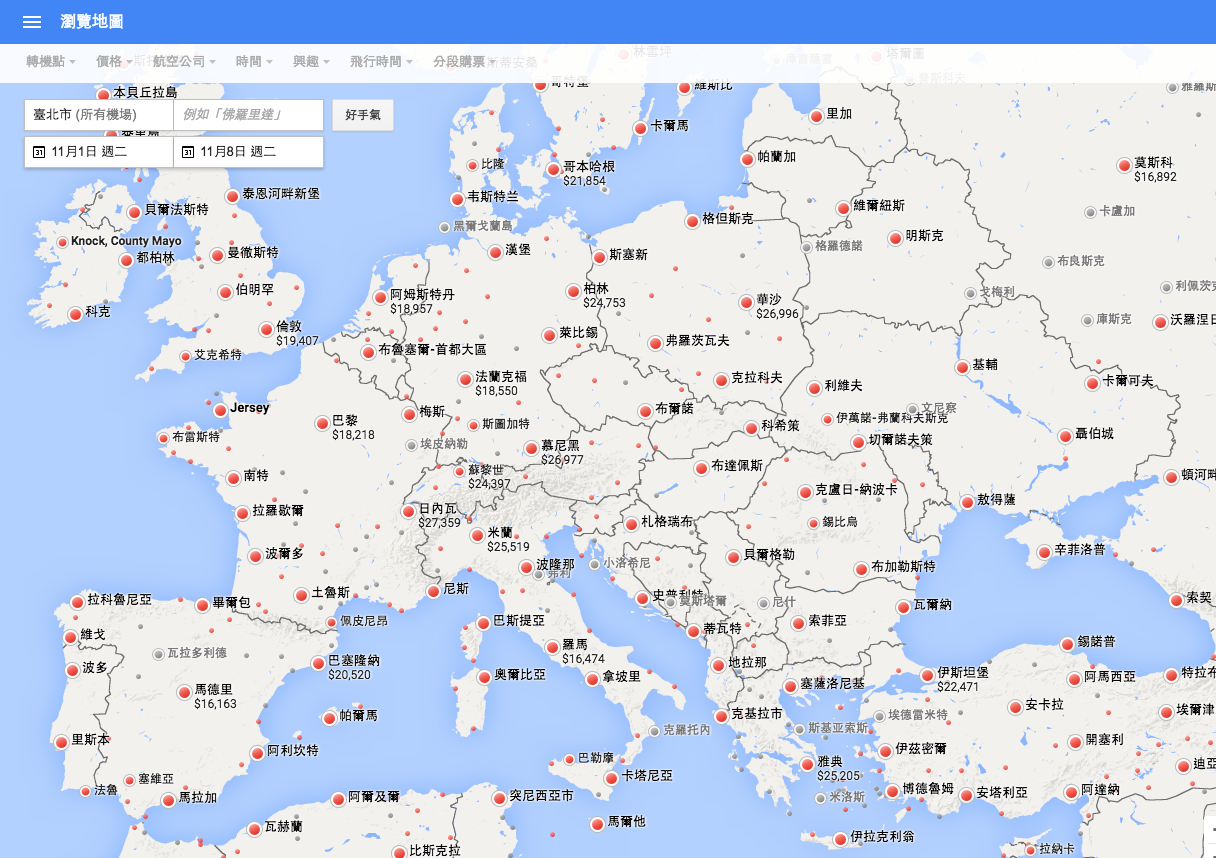 瀏覽地圖
轉機點 價格 航空公司 時間 興趣 飛行時間 分段購票
林雪坪
塔爾圖
哥特堡
維斯比
本貝丘拉島
臺北市 (所有機場) 例如「佛羅里達」 好手氣
11月1日 週二 11月8日 週二
里加
卡爾馬
帕蘭加
比隆
哥本哈根
$21,854
莫斯科
$16,892
泰恩河畔新堡
韦斯特兰
貝爾法斯特
格但斯克
維爾紐斯
卡盧加
黑爾戈蘭島
明斯克
Knock, County Mayo
都柏林
曼徹斯特
漢堡
斯塞新
格羅德諾
布良斯克
伯明罕
阿姆斯特丹
$18,957
柏林
$24,753
華沙
$26,996
戈梅利
利佩茨克
科克
倫敦
$19,407
萊比錫
弗羅茨瓦夫
庫斯克
沃羅涅日
艾克希特
布魯塞爾-首都大區
法蘭克福
$18,550
克拉科夫
利維夫
基輔
卡爾可夫
Jersey
巴黎
$18,218
梅斯
斯圖加特
布爾諾
科希策
伊萬諾-弗蘭科夫斯克
文尼察
布雷斯特
埃皮納勒
慕尼黑
$26,977
切爾諾夫策
聶伯城
南特
蘇黎世
$24,397
布達佩斯
頓河畔
拉羅歇爾
日內瓦
$27,359
克盧日-納波卡
敖得薩
米蘭
$25,519
札格瑞布
錫比烏
波爾多
波隆那
弗利
小洛希尼
貝爾格勒
布加勒斯特
辛菲洛普
拉科魯尼亞
畢爾包
土魯斯
尼斯
史普利特
莫斯塔爾
尼什
瓦爾納
索契
維戈
佩皮尼昂
巴斯提亞
蒂瓦特
索菲亞
瓦拉多利德
羅馬
$16,474
錫諾普
波多
巴塞隆納
$20,520
奧爾比亞
拿坡里
地拉那
塞薩洛尼基
伊斯坦堡
$22,471
阿馬西亞
特拉布
馬德里
$16,163
帕爾馬
克基拉市
埃德雷米特
安卡拉
埃爾津
里斯本
阿利坎特
克羅托內
斯基亞索斯
伊茲密爾
開塞利
巴勒摩
雅典
$25,205
迪亞
法魯
塞維亞
馬拉加
阿爾及爾
卡塔尼亞
突尼西亞市
米洛斯
博德魯姆
安塔利亞
阿達納
瓦赫蘭
馬爾他
比斯克拉
伊拉克利翁
拉納卡